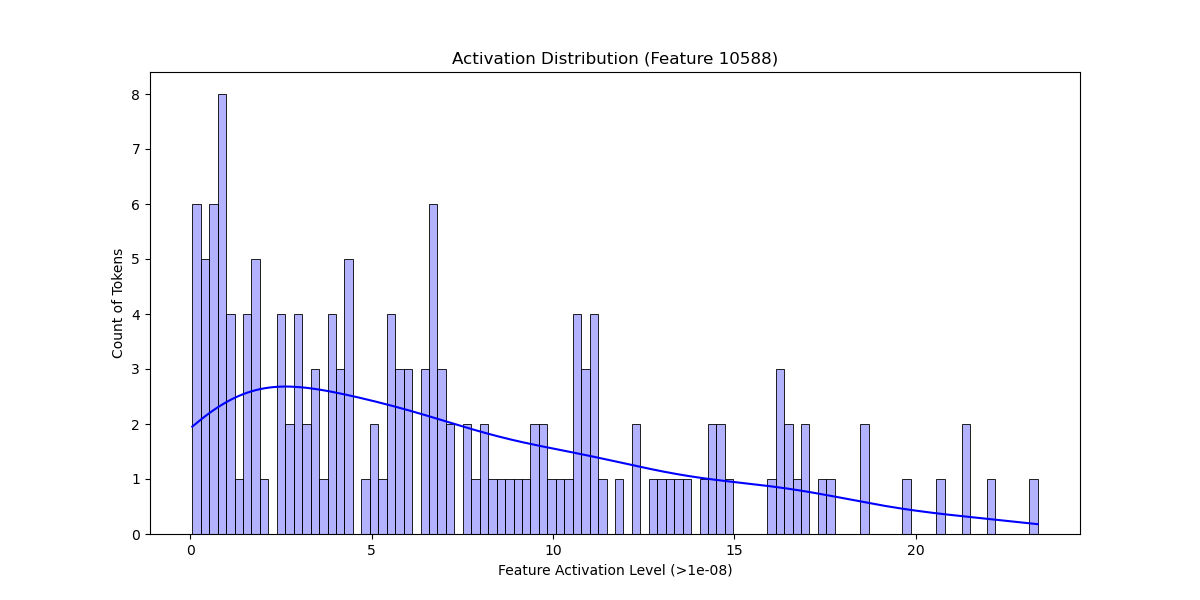 Activation Distribution (Feature 10588)
8
7
6
5
4
3
2
1
0
Count of Tokens
0 5 10 15 20
Feature Activation Level (>1e-08)